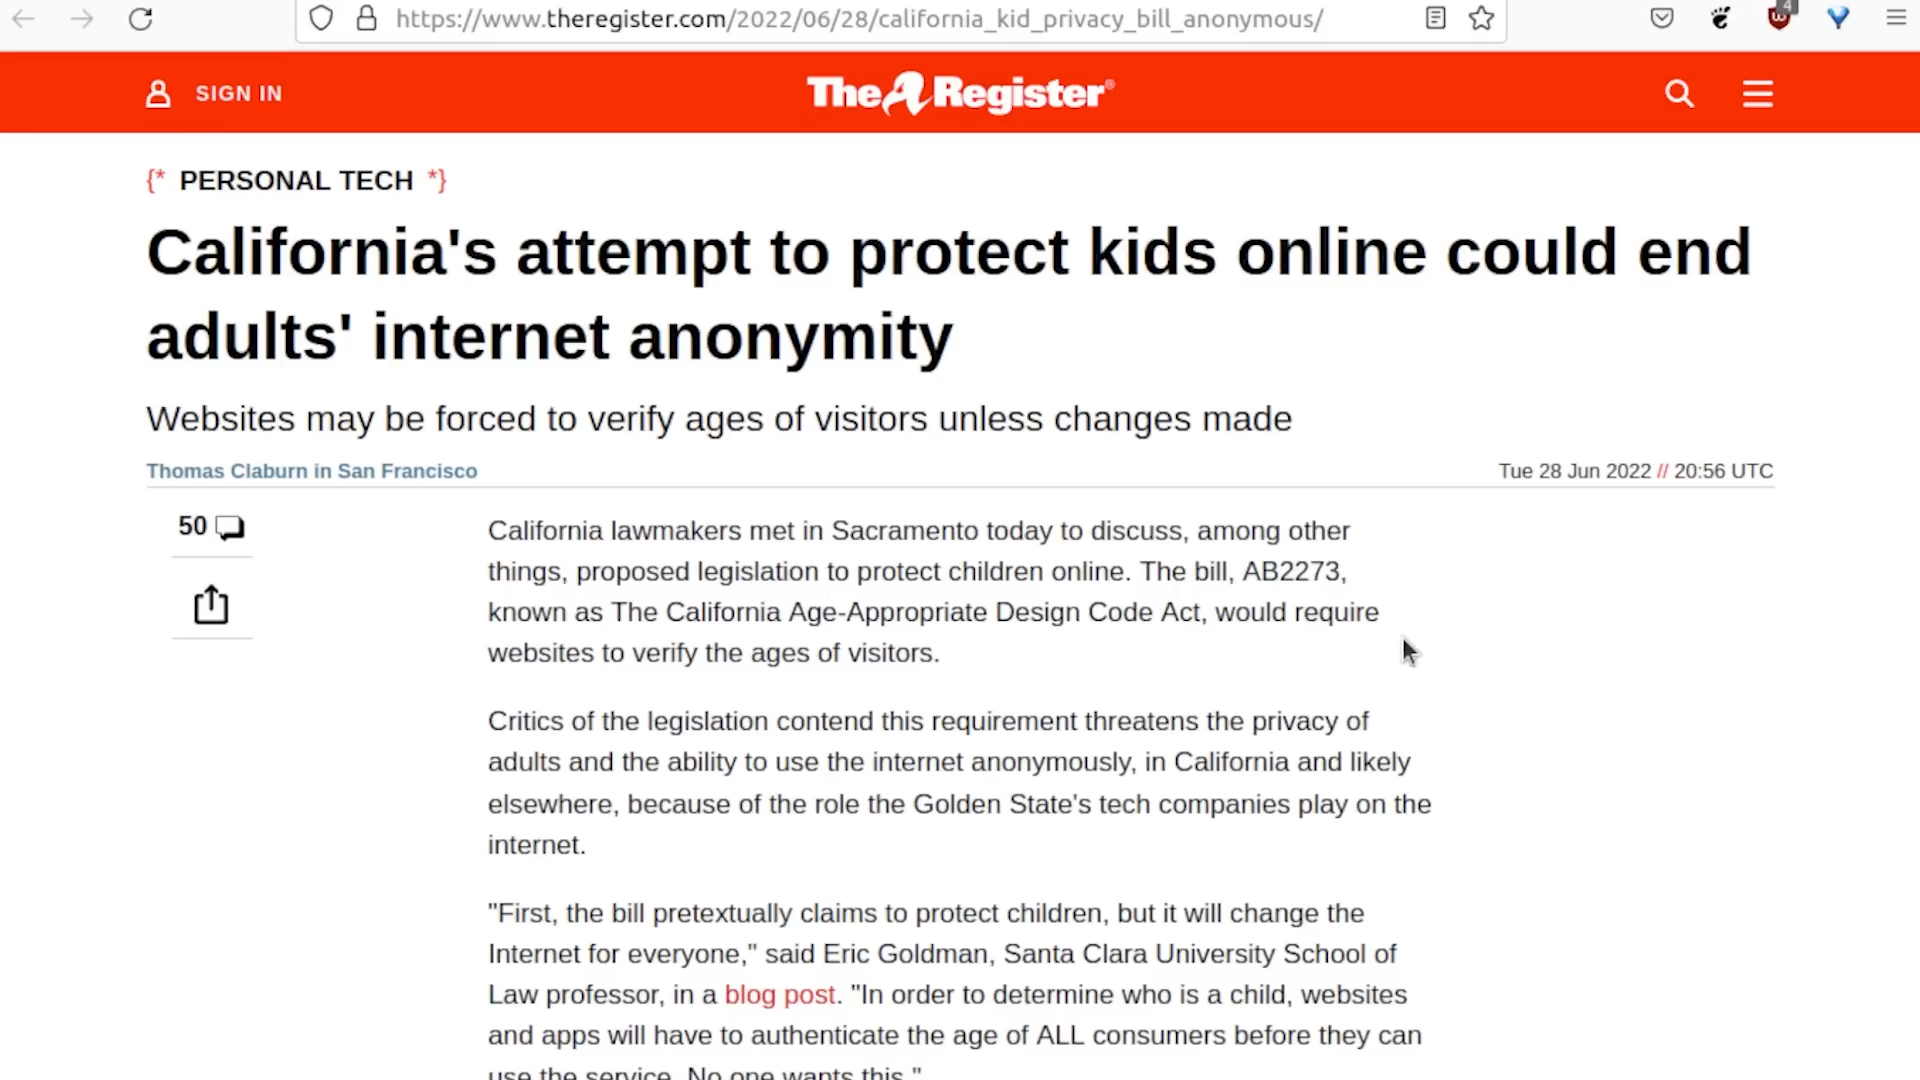 https://www.theregister.com/2022/06/28/california_kid_privacy_bill_anonymous/
4
SIGN IN
The Register®
{* PERSONAL TECH *}
California's attempt to protect kids online could end
adults' internet anonymity
Websites may be forced to verify ages of visitors unless changes made
Thomas Claburn in San Francisco
Tue 28 Jun 2022 // 20:56 UTC
50
California lawmakers met in Sacramento today to discuss, among other
things, proposed legislation to protect children online. The bill, AB2273,
known as The California Age-Appropriate Design Code Act, would require
websites to verify the ages of visitors.
Critics of the legislation contend this requirement threatens the privacy of
adults and the ability to use the internet anonymously, in California and likely
elsewhere, because of the role the Golden State's tech companies play on the
internet.
"First, the bill pretextually claims to protect children, but it will change the
Internet for everyone," said Eric Goldman, Santa Clara University School of
Law professor, in a blog post. "In order to determine who is a child, websites
and apps will have to authenticate the age of ALL consumers before they can
use the service. No one wants this."